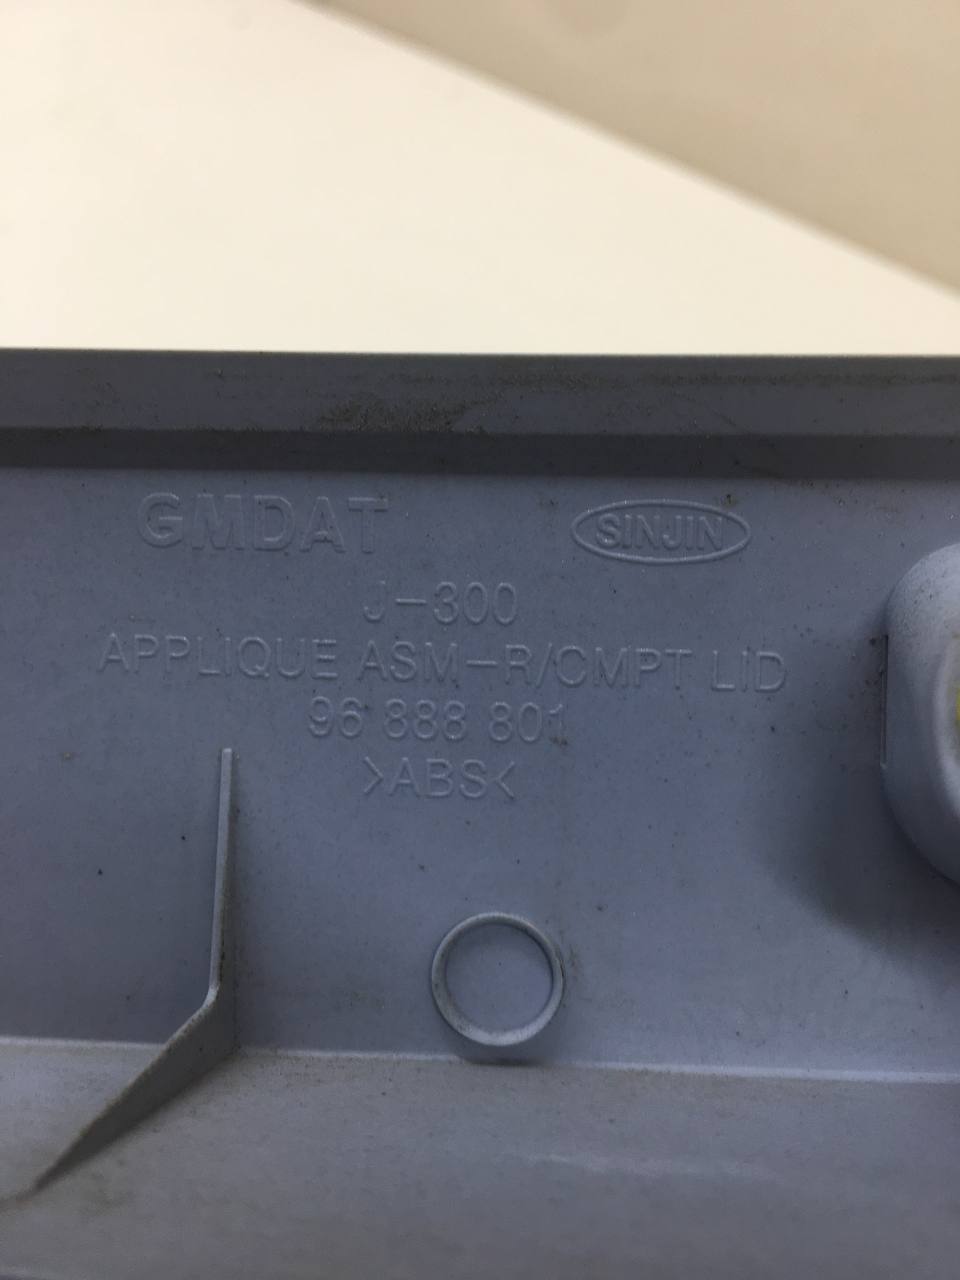 GMDAT SINJIN
J-300
APPLIQUE ASM-R/CMPT LID
96 888 801
>ABS<